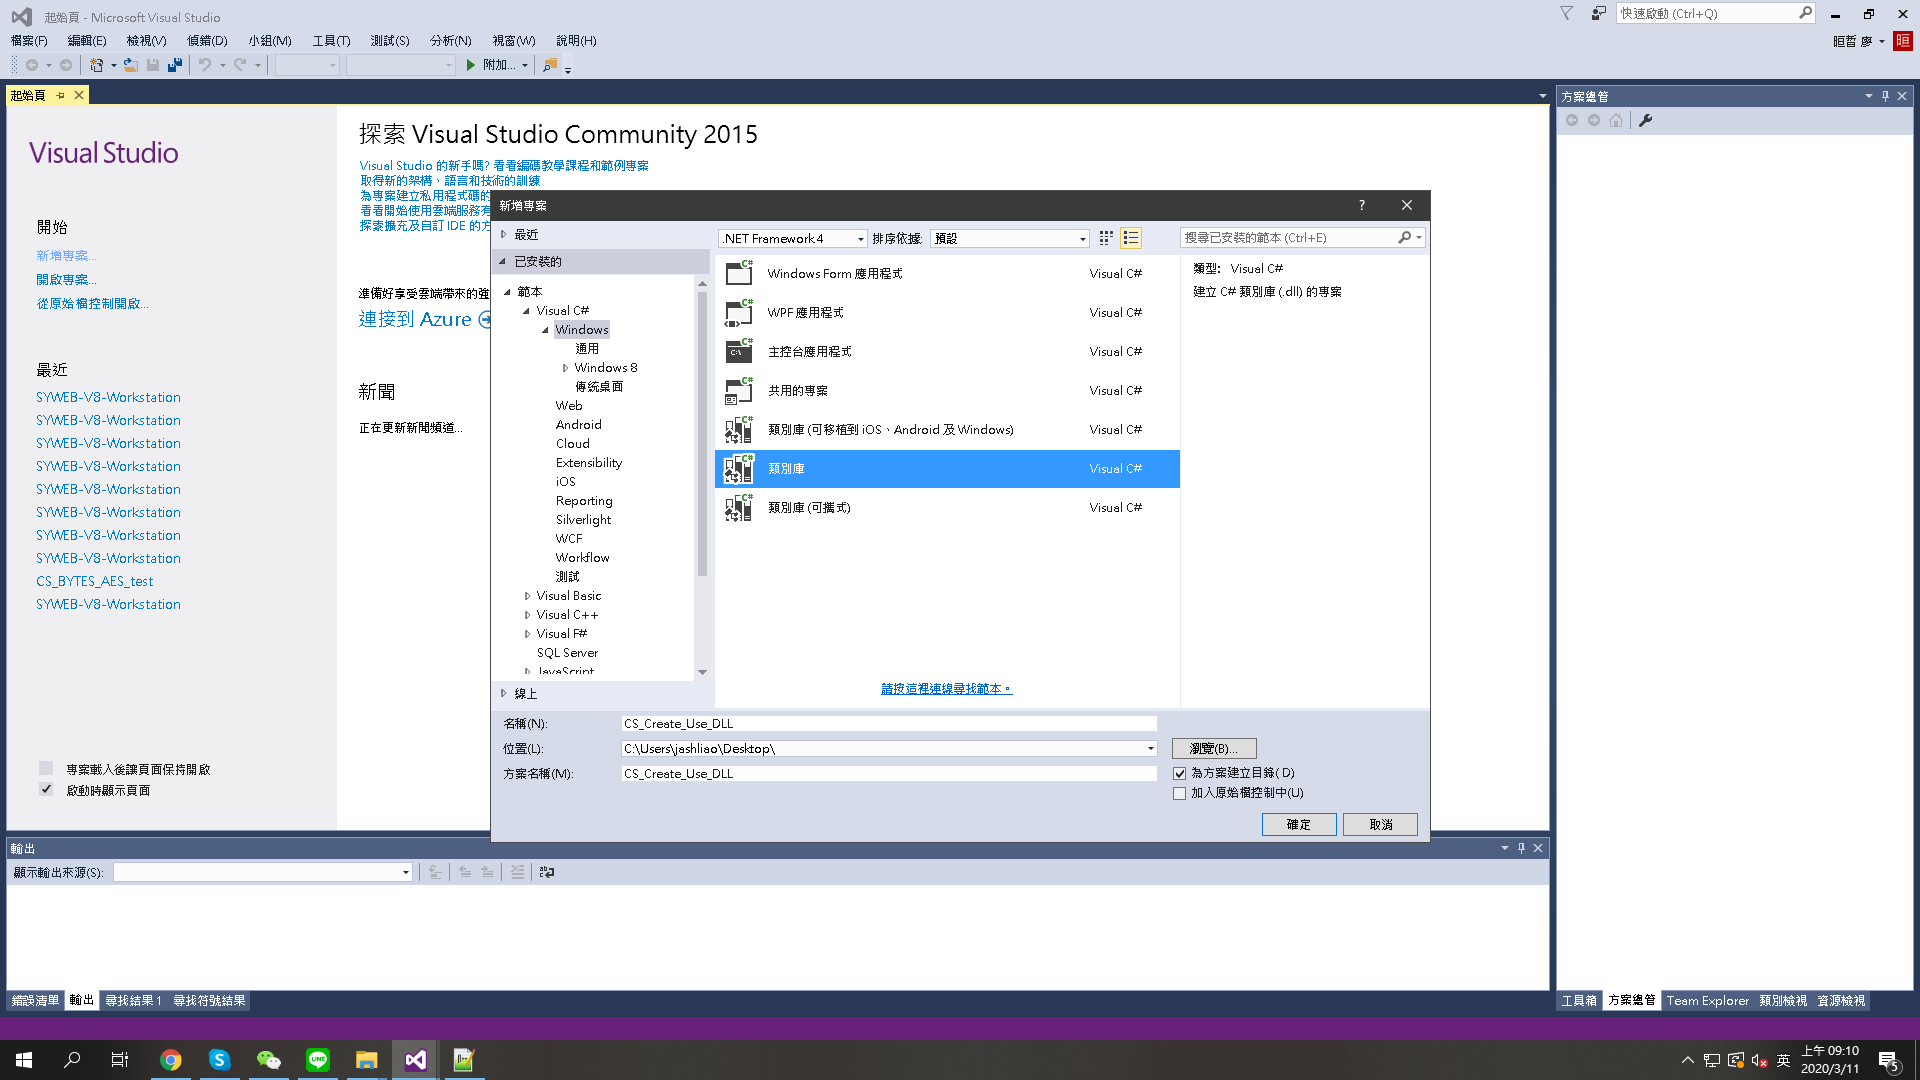 起始頁 - Microsoft Visual Studio
快速啟動 (Ctrl+Q)
檔案(F) 編輯(E) 檢視(V) 偵錯(D) 小組(M) 工具(T) 測試(S) 分析(N) 視窗(W) 說明(H)
晅哲 廖 晅
附加...
起始頁
方案總管
Visual Studio
開始
新增專案...
開啟專案...
從原始檔控制開啟...
最近
SYWEB-V8-Workstation
SYWEB-V8-Workstation
SYWEB-V8-Workstation
SYWEB-V8-Workstation
SYWEB-V8-Workstation
SYWEB-V8-Workstation
SYWEB-V8-Workstation
SYWEB-V8-Workstation
CS_BYTES_AES_test
SYWEB-V8-Workstation
專案載入後讓頁面保持開啟
啟動時顯示頁面
探索 Visual Studio Community 2015
Visual Studio 的新手嗎? 看看編碼教學課程和範例專案
取得新的架構、語言和技術的訓練
為專案建立私用程式碼的
看看開始使用雲端服務有
探索擴充及自訂 IDE 的方
準備好享受雲端帶來的強
連接到 Azure
新聞
正在更新新聞頻道...
新增專案
?
最近
已安裝的
範本
Visual C#
Windows
通用
Windows 8
傳統桌面
Web
Android
Cloud
Extensibility
iOS
Reporting
Silverlight
WCF
Workflow
測試
Visual Basic
Visual C++
Visual F#
SQL Server
JavaScript
線上
.NET Framework 4 排序依據: 預設
搜尋已安裝的範本 (Ctrl+E)
Windows Form 應用程式 Visual C#
WPF 應用程式 Visual C#
主控台應用程式 Visual C#
共用的專案 Visual C#
類別庫 (可移植到 iOS、Android 及 Windows) Visual C#
類別庫 Visual C#
類別庫 (可攜式) Visual C#
請按這裡連線尋找範本。
類型: Visual C#
建立 C# 類別庫 (.dll) 的專案
名稱(N): CS_Create_Use_DLL
位置(L): C:\Users\jashliao\Desktop\ 瀏覽(B)...
方案名稱(M): CS_Create_Use_DLL
為方案建立目錄( D)
加入原始檔控制中(U)
確定 取消
輸出
顯示輸出來源(S):
錯誤清單 輸出 尋找結果 1 尋找符號結果
工具箱 方案總管 Team Explorer 類別檢視 資源檢視
英
上午 09:10
2020/3/11
5